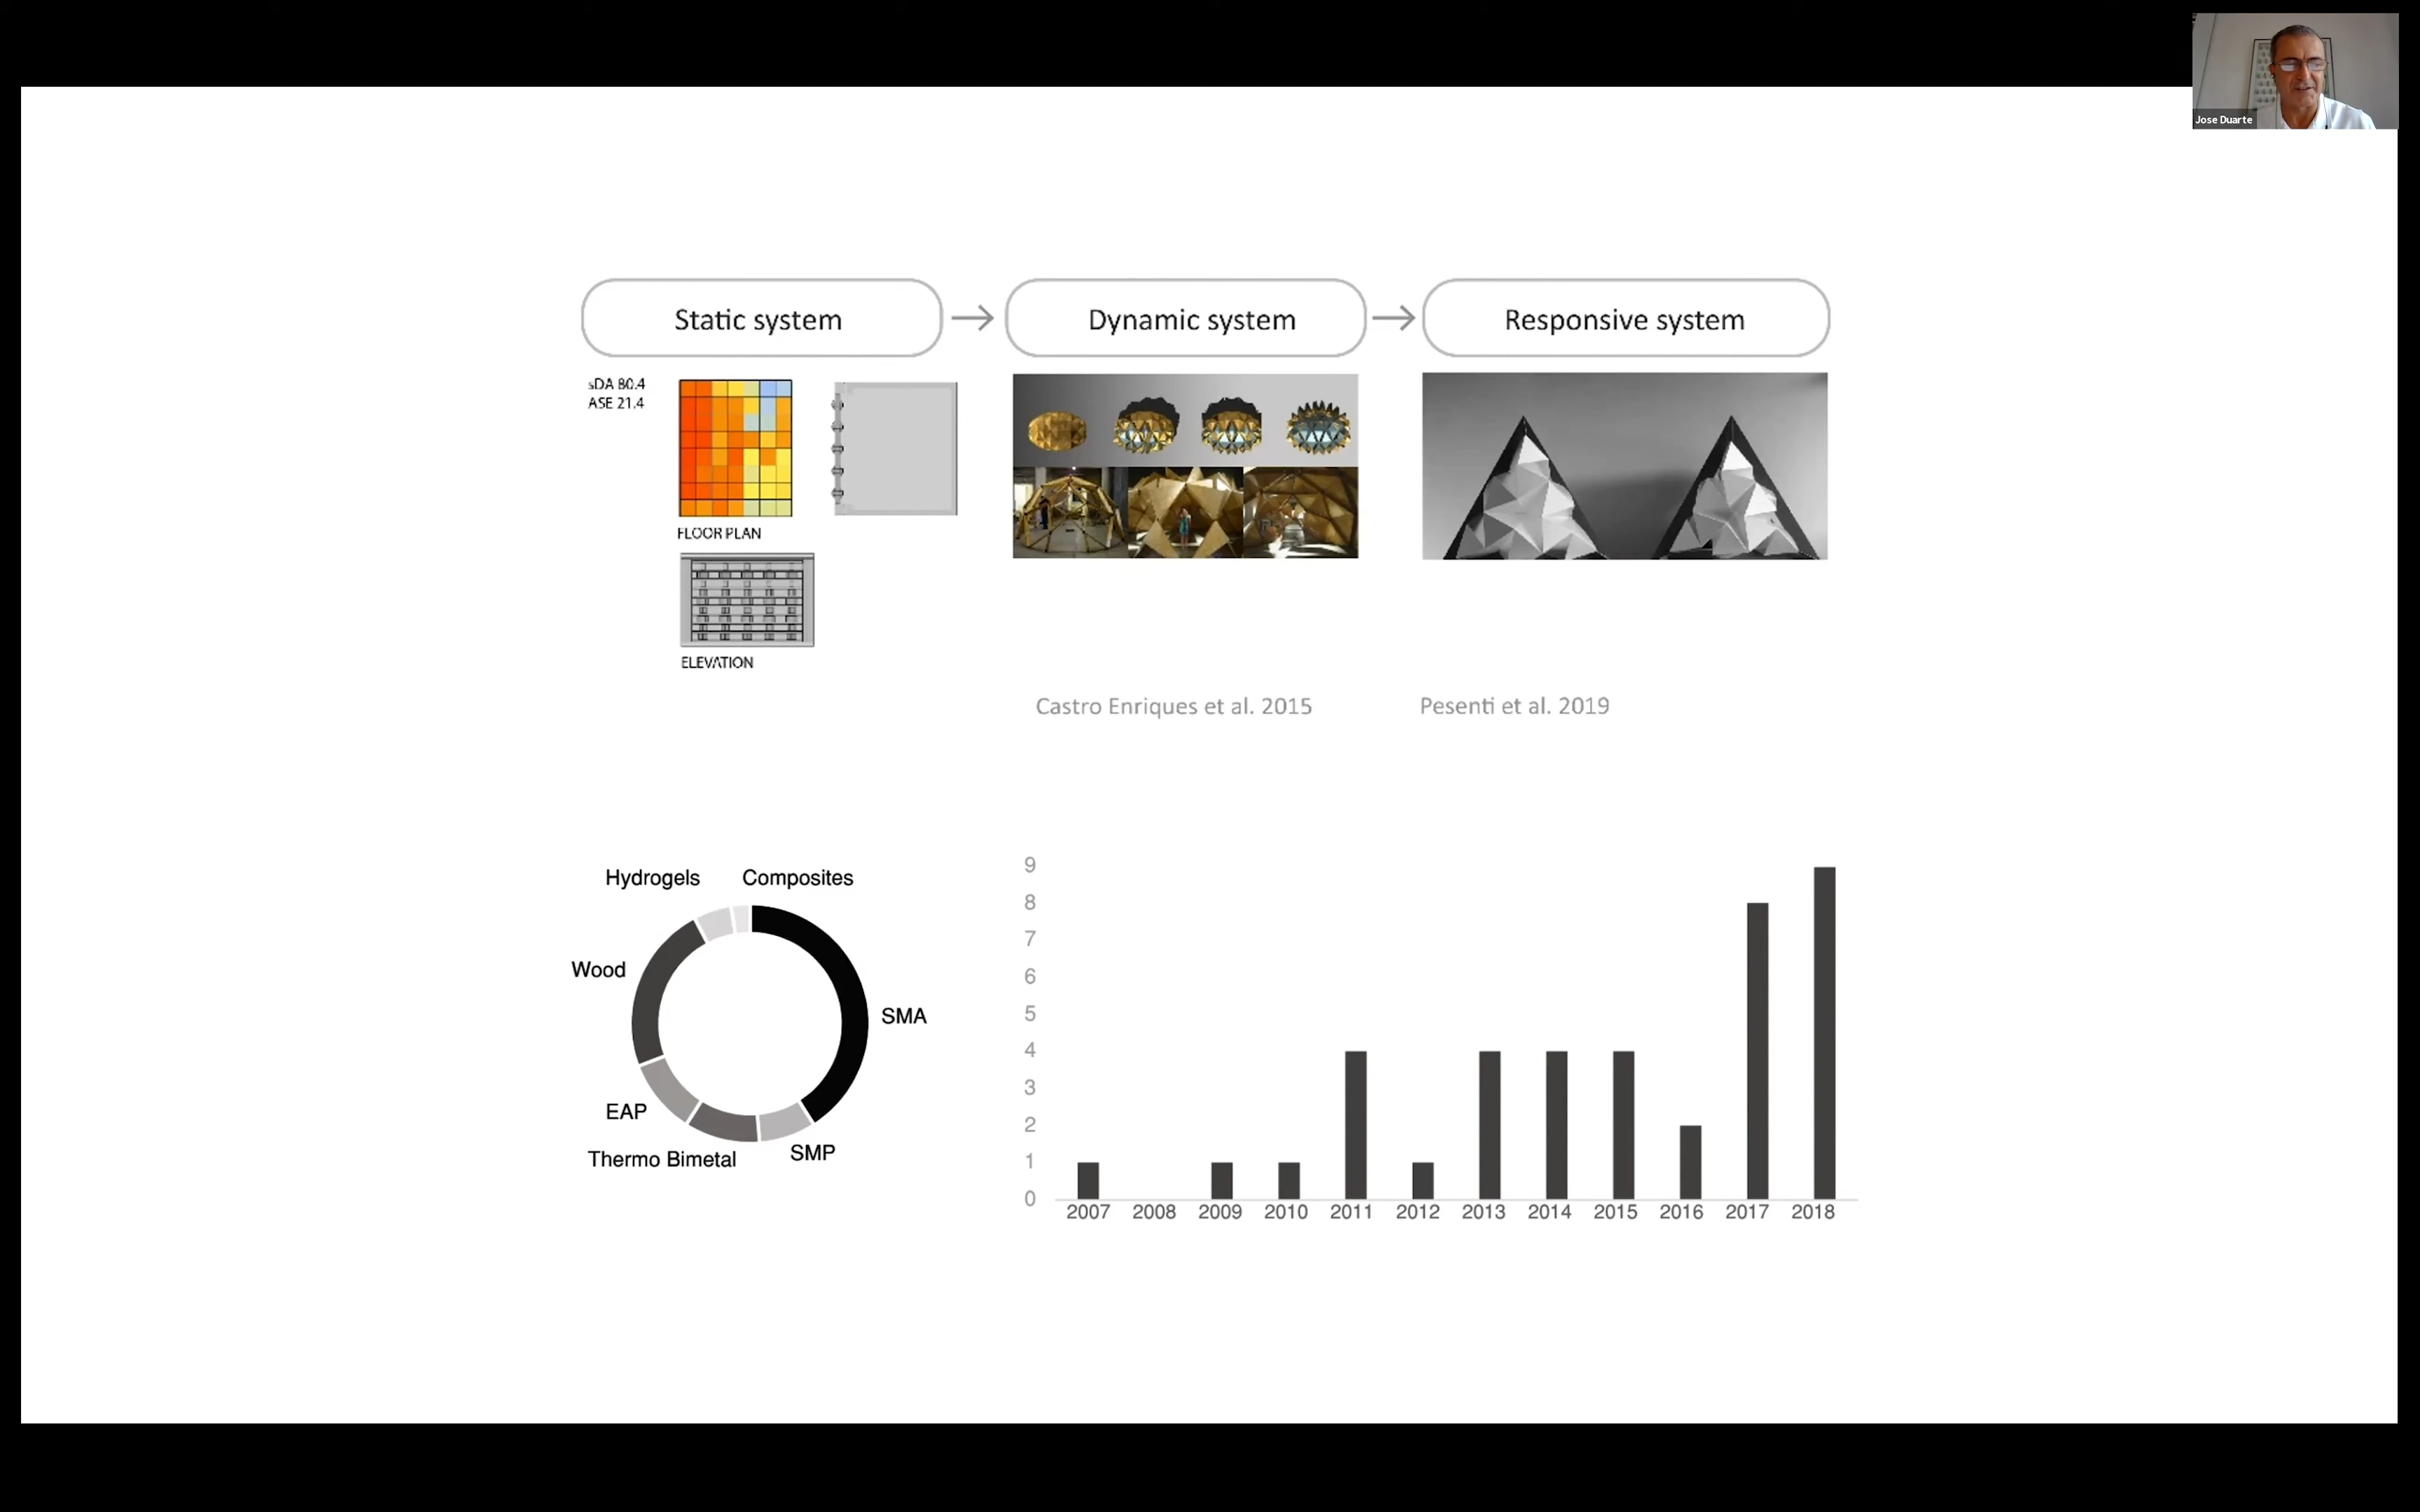 Jose Duarte
Static system
Dynamic system
Responsive system
sDA 80.4
ASE 21.4
FLOOR PLAN
ELEVATION
Castro Enriques et al. 2015
Pesenti et al. 2019
Hydrogels
Composites
Wood
SMA
EAP
Thermo Bimetal
SMP
9
8
7
6
5
4
3
2
1
0
2007 2008 2009 2010 2011 2012 2013 2014 2015 2016 2017 2018